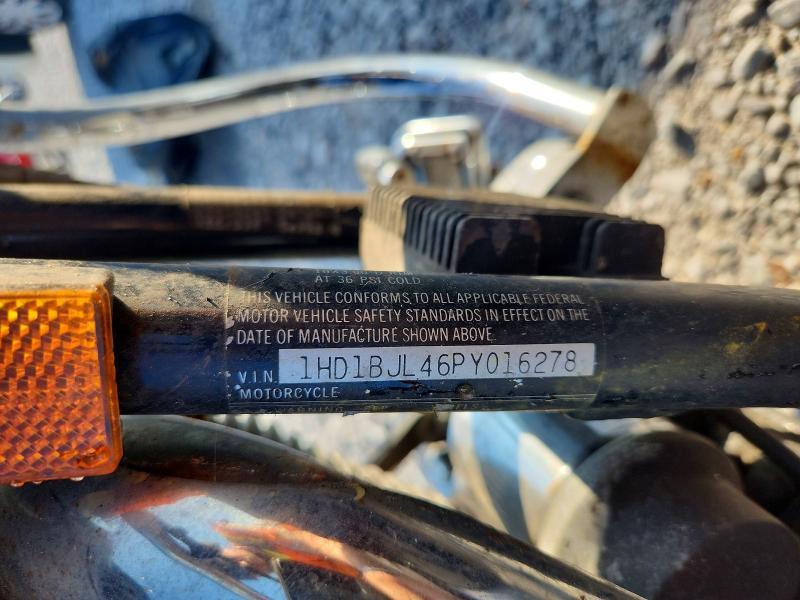 AT 36 PSI COLD
THIS VEHICLE CONFORMS TO ALL APPLICABLE FEDERAL
MOTOR VEHICLE SAFETY STANDARDS IN EFFECT ON THE
DATE OF MANUFACTURE SHOWN ABOVE
V.I.N. 1HD1BJL46PY016278
MOTORCYCLE
WARNING